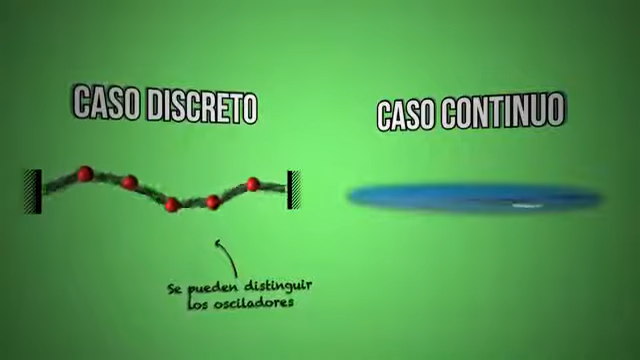 CASO DISCRETO
CASO CONTINUO
Se pueden distinguir
los osciladores